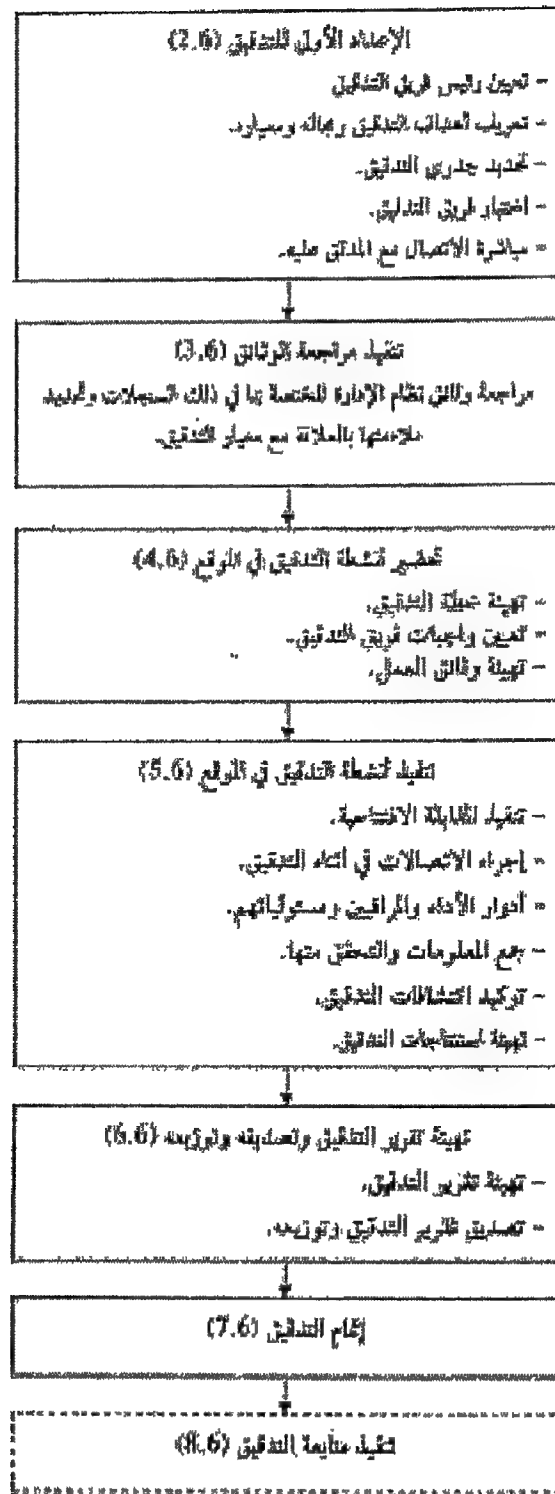 الإعداد الأولي للتدقيق (2.6)
- تعيين رئيس فريق التدقيق
- تعريف أهداف التدقيق ومجاله ومعياره.
- تحديد جدوى التدقيق.
- اختيار فريق التدقيق.
- مباشرة الاتصال مع المدقق عليه.
تنفيذ مراجعة الوثائق (3.6)
مراجعة وثائق نظام الإدارة المختصة بما في ذلك السجلات وتحديد
ملاءمتها بالعلاقة مع معيار التدقيق.
تحضير أنشطة التدقيق في الموقع (4.6)
- تهيئة خطة التدقيق.
- تعيين واجبات فريق التدقيق.
- تهيئة وثائق العمل.
تنفيذ أنشطة التدقيق في الموقع (5.6)
- تنفيذ المقابلة الافتتاحية.
- إجراء الاتصالات في أثناء التدقيق.
- أدوار الأدلاء والمراقبين ومسئولياتهم.
- جمع المعلومات والتحقق منها.
- توكيد اكتشافات التدقيق.
- تهيئة استنتاجات التدقيق.
تهيئة تقرير التدقيق وتصديقه وتوزيعه (6.6)
- تهيئة تقرير التدقيق.
- تصديق تقرير التدقيق وتوزيعه.
إتمام التدقيق (7.6)
تنفيذ متابعة التدقيق (8.6)